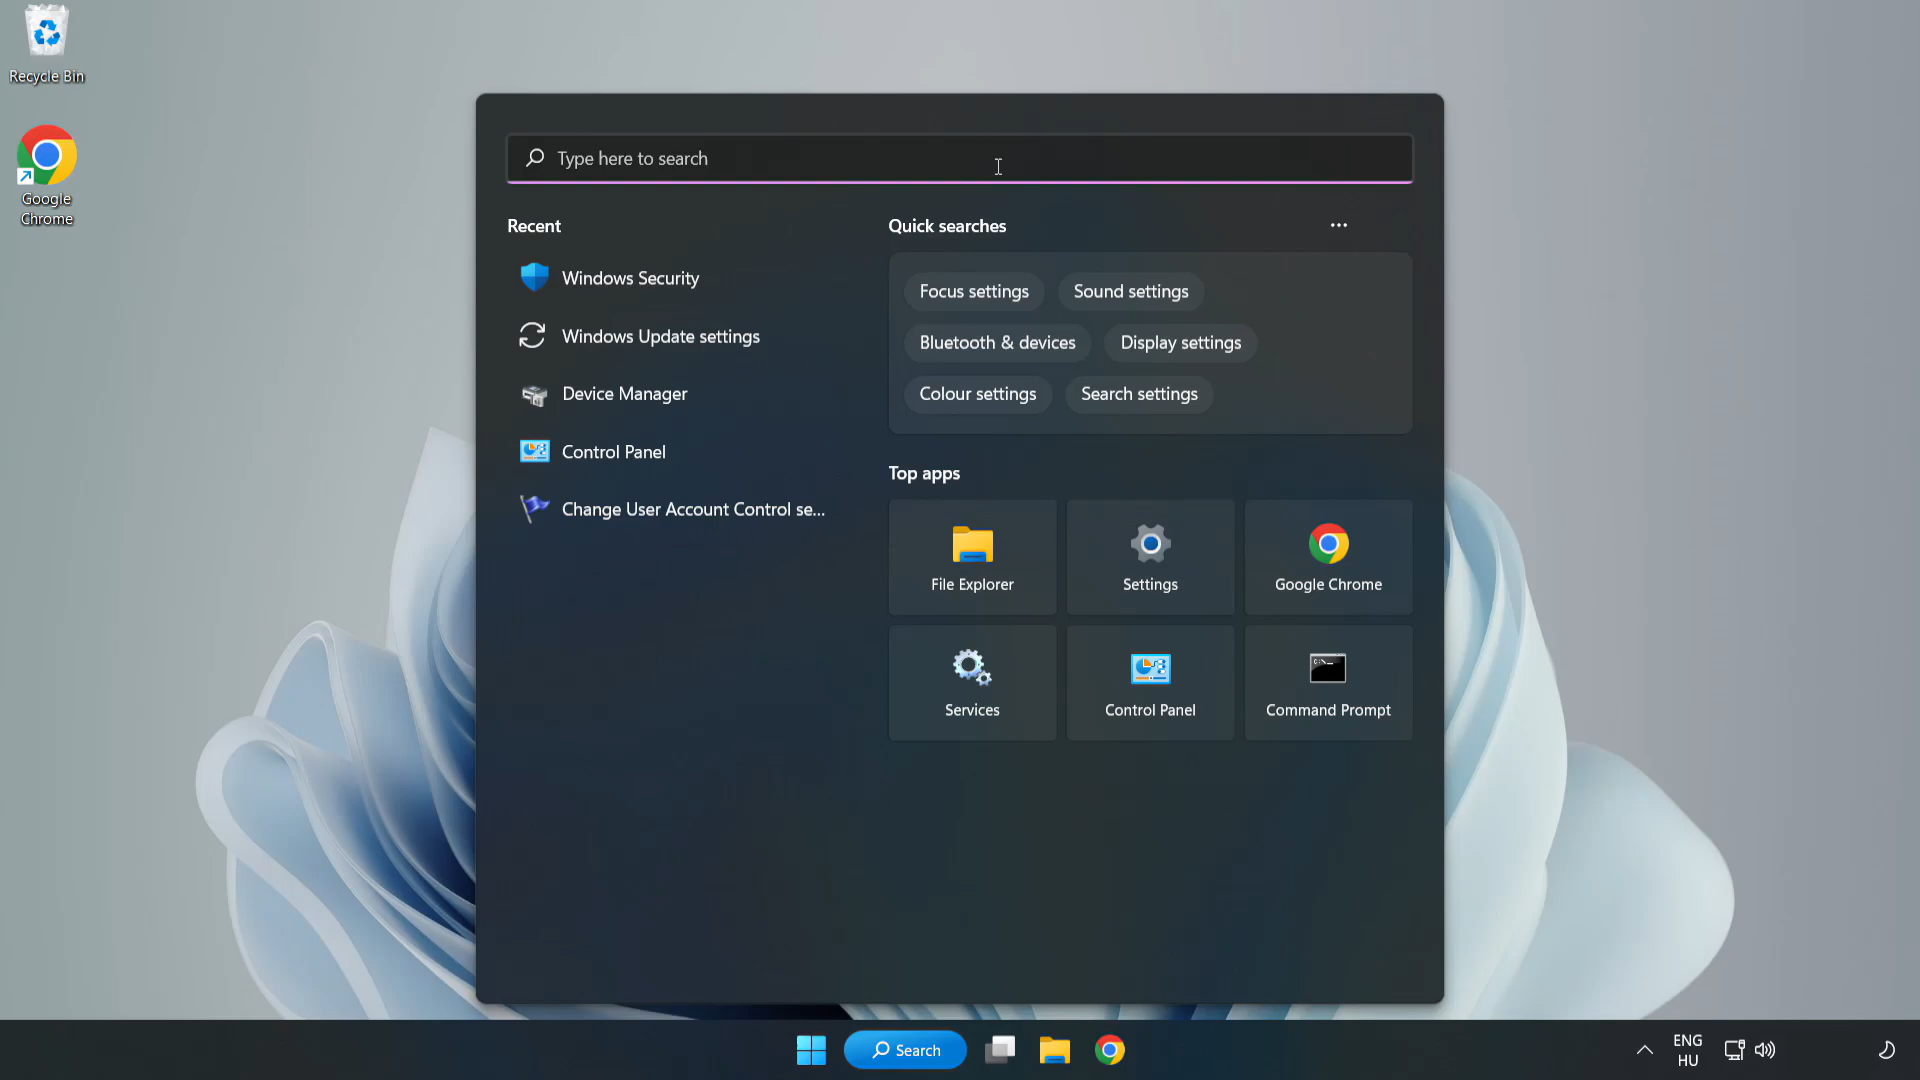 Recycle Bin
Google
Chrome
Type here to search
Recent
Windows Security
Windows Update settings
Device Manager
Control Panel
Change User Account Control se...
Quick searches
Focus settings
Sound settings
Bluetooth & devices
Display settings
Colour settings
Search settings
Top apps
File Explorer
Settings
Google Chrome
Services
Control Panel
Command Prompt
Search
ENG
HU